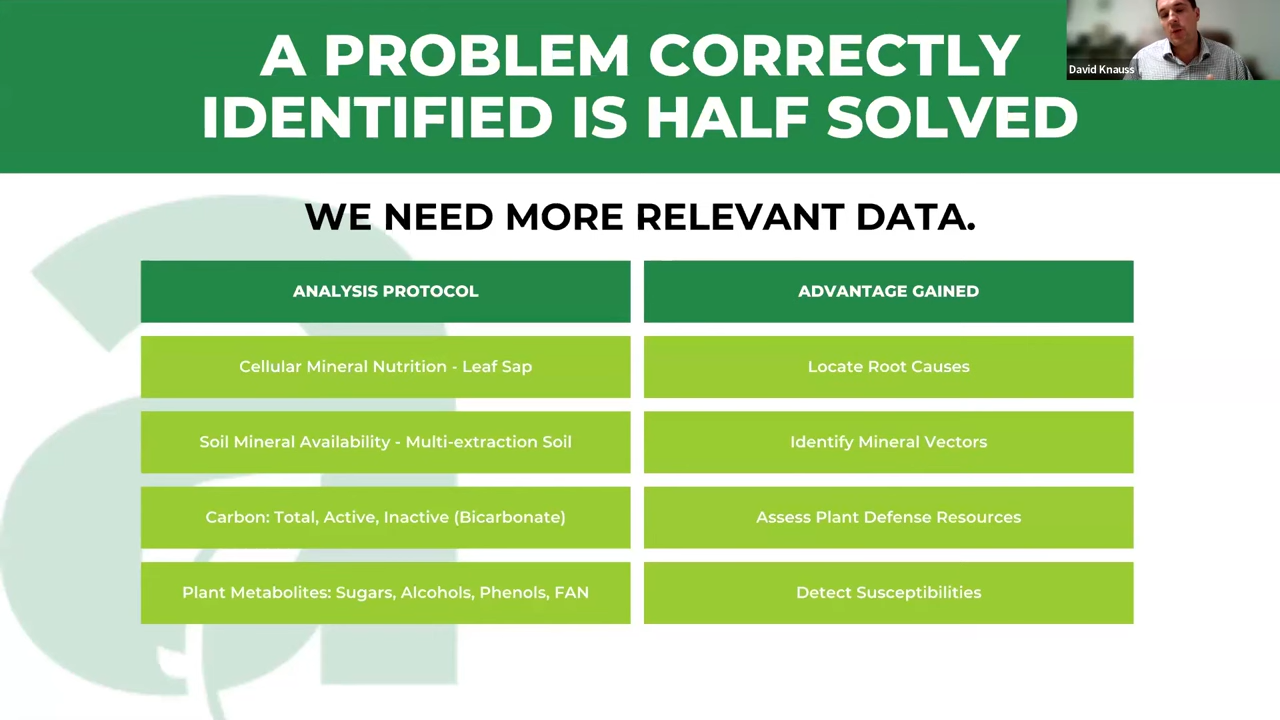 A PROBLEM CORRECTLY
IDENTIFIED IS HALF SOLVED
David Knauss
WE NEED MORE RELEVANT DATA.
ANALYSIS PROTOCOL
ADVANTAGE GAINED
Cellular Mineral Nutrition - Leaf Sap
Locate Root Causes
Soil Mineral Availability - Multi-extraction Soil
Identify Mineral Vectors
Carbon: Total, Active, Inactive (Bicarbonate)
Assess Plant Defense Resources
Plant Metabolites: Sugars, Alcohols, Phenols, FAN
Detect Susceptibilities